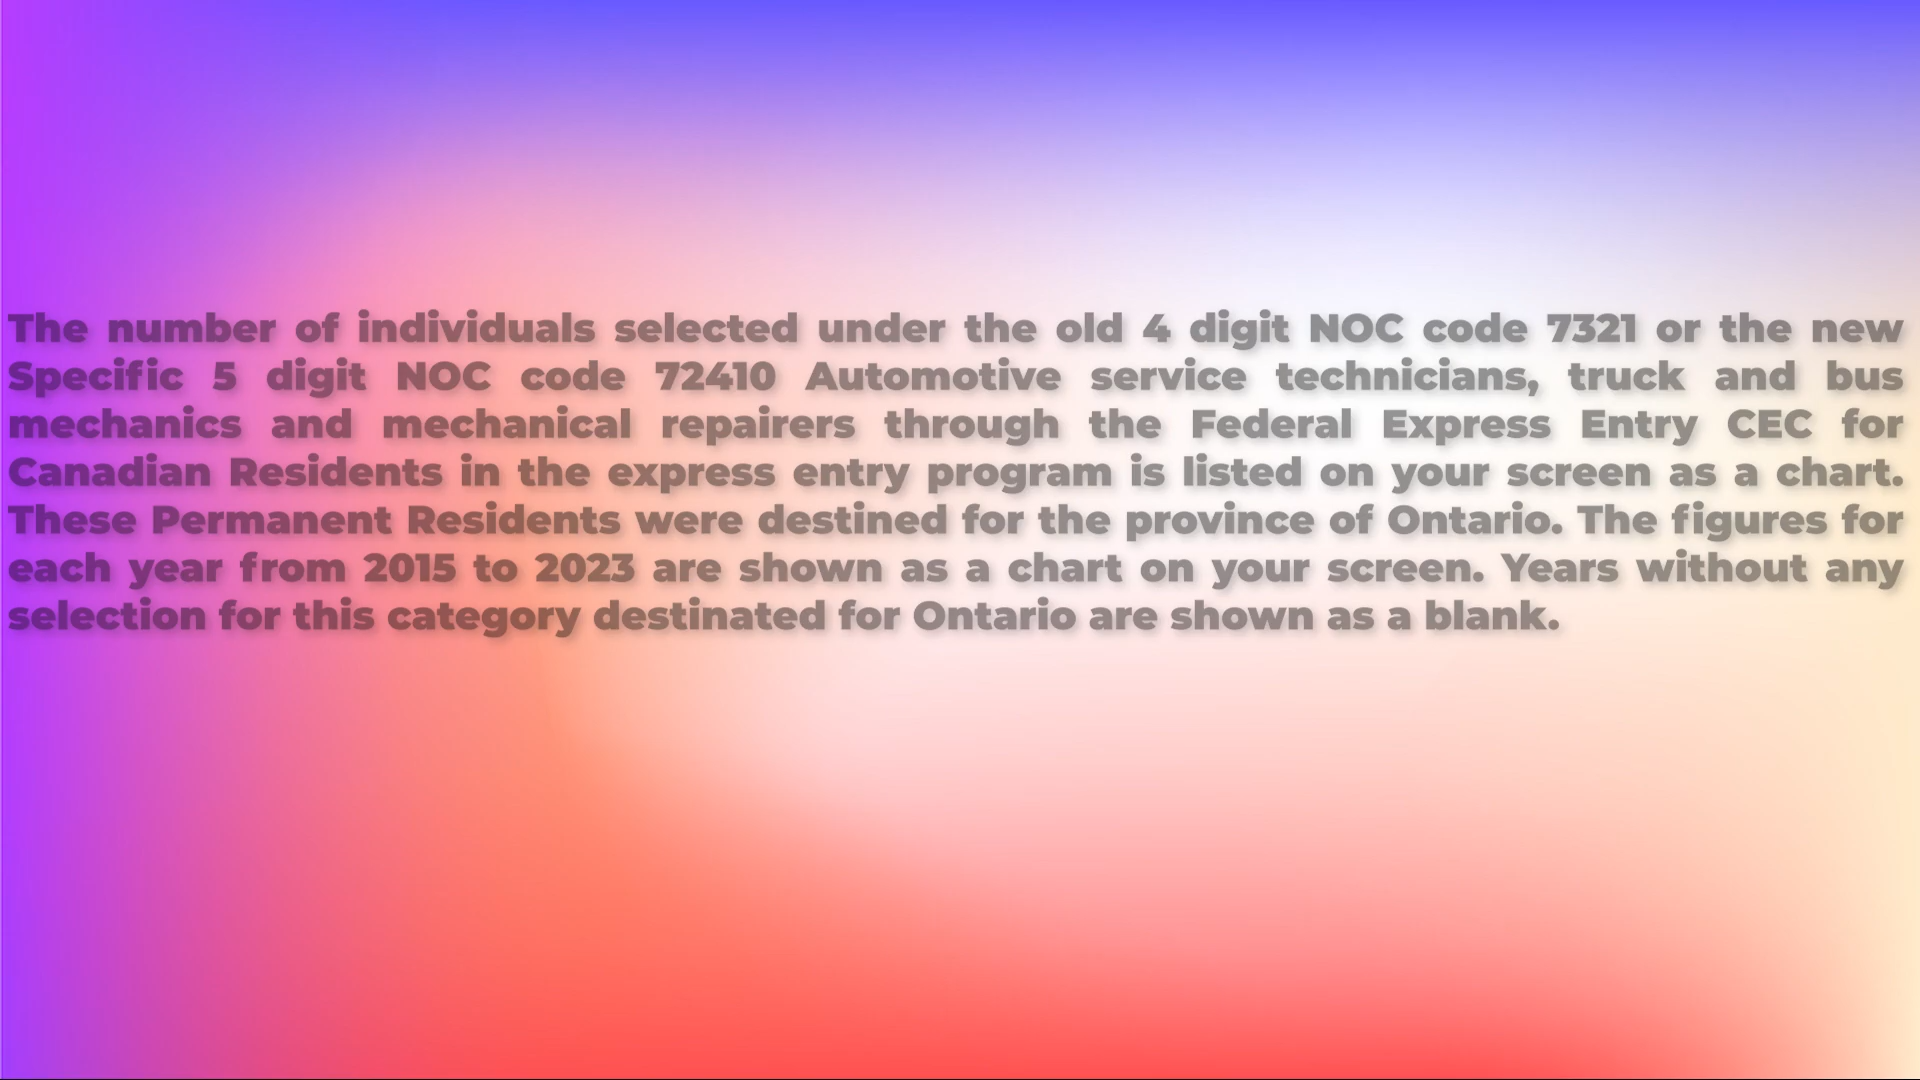 The number of individuals selected under the old 4 digit NOC code 7321 or the new
Specific 5 digit NOC code 72410 Automotive service technicians, truck and bus
mechanics and mechanical repairers through the Federal Express Entry CEC for
Canadian Residents in the express entry program is listed on your screen as a chart.
These Permanent Residents were destined for the province of Ontario. The figures for
each year from 2015 to 2023 are shown as a chart on your screen. Years without any
selection for this category destinated for Ontario are shown as a blank.